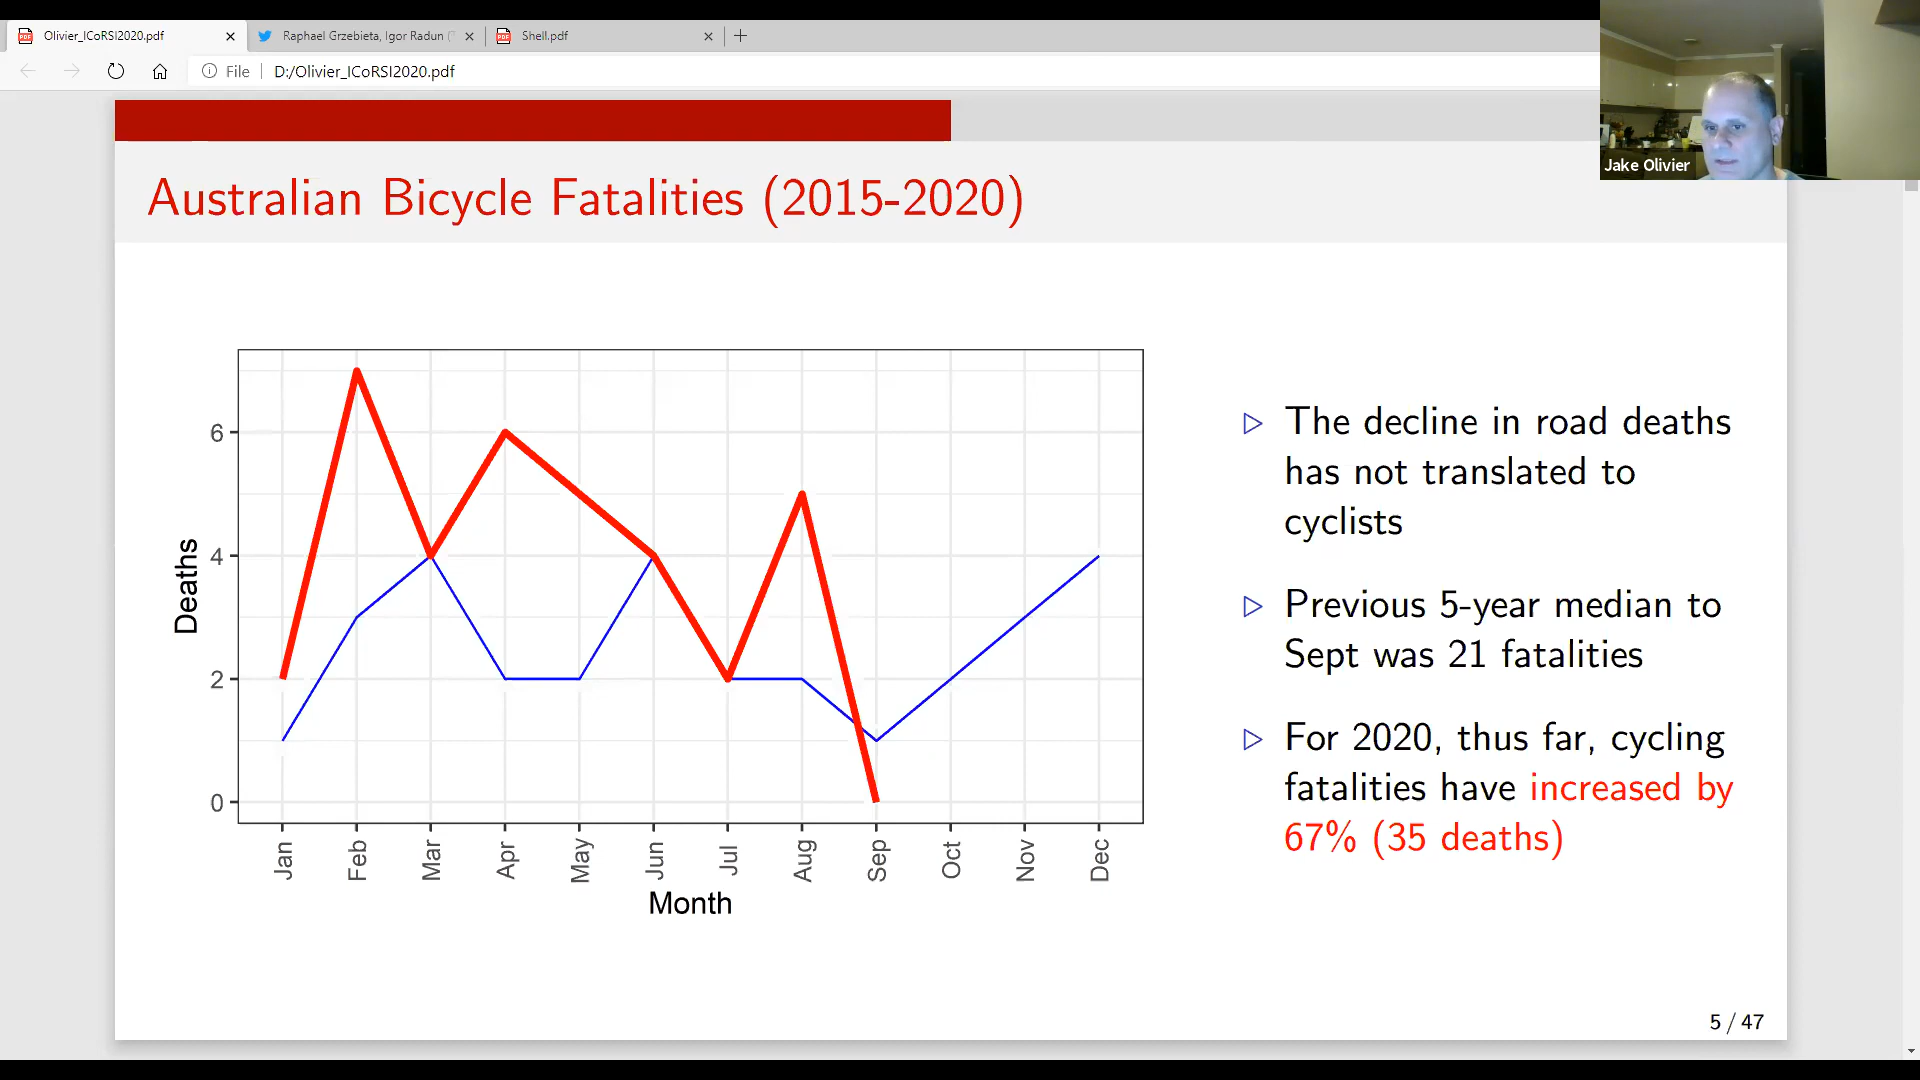 Olivier_ICoRSI2020.pdf
Raphael Grzebieta, Igor Radun (
Shell.pdf
File
D:/Olivier_ICoRSI2020.pdf
Jake Olivier
Australian Bicycle Fatalities (2015-2020)
Deaths
6
4
2
0
Jan
Feb
Mar
Apr
May
Jun
Jul
Aug
Sep
Oct
Nov
Dec
Month
▷ The decline in road deaths
has not translated to
cyclists
▷ Previous 5-year median to
Sept was 21 fatalities
▷ For 2020, thus far, cycling
fatalities have increased by
67% (35 deaths)
5 / 47